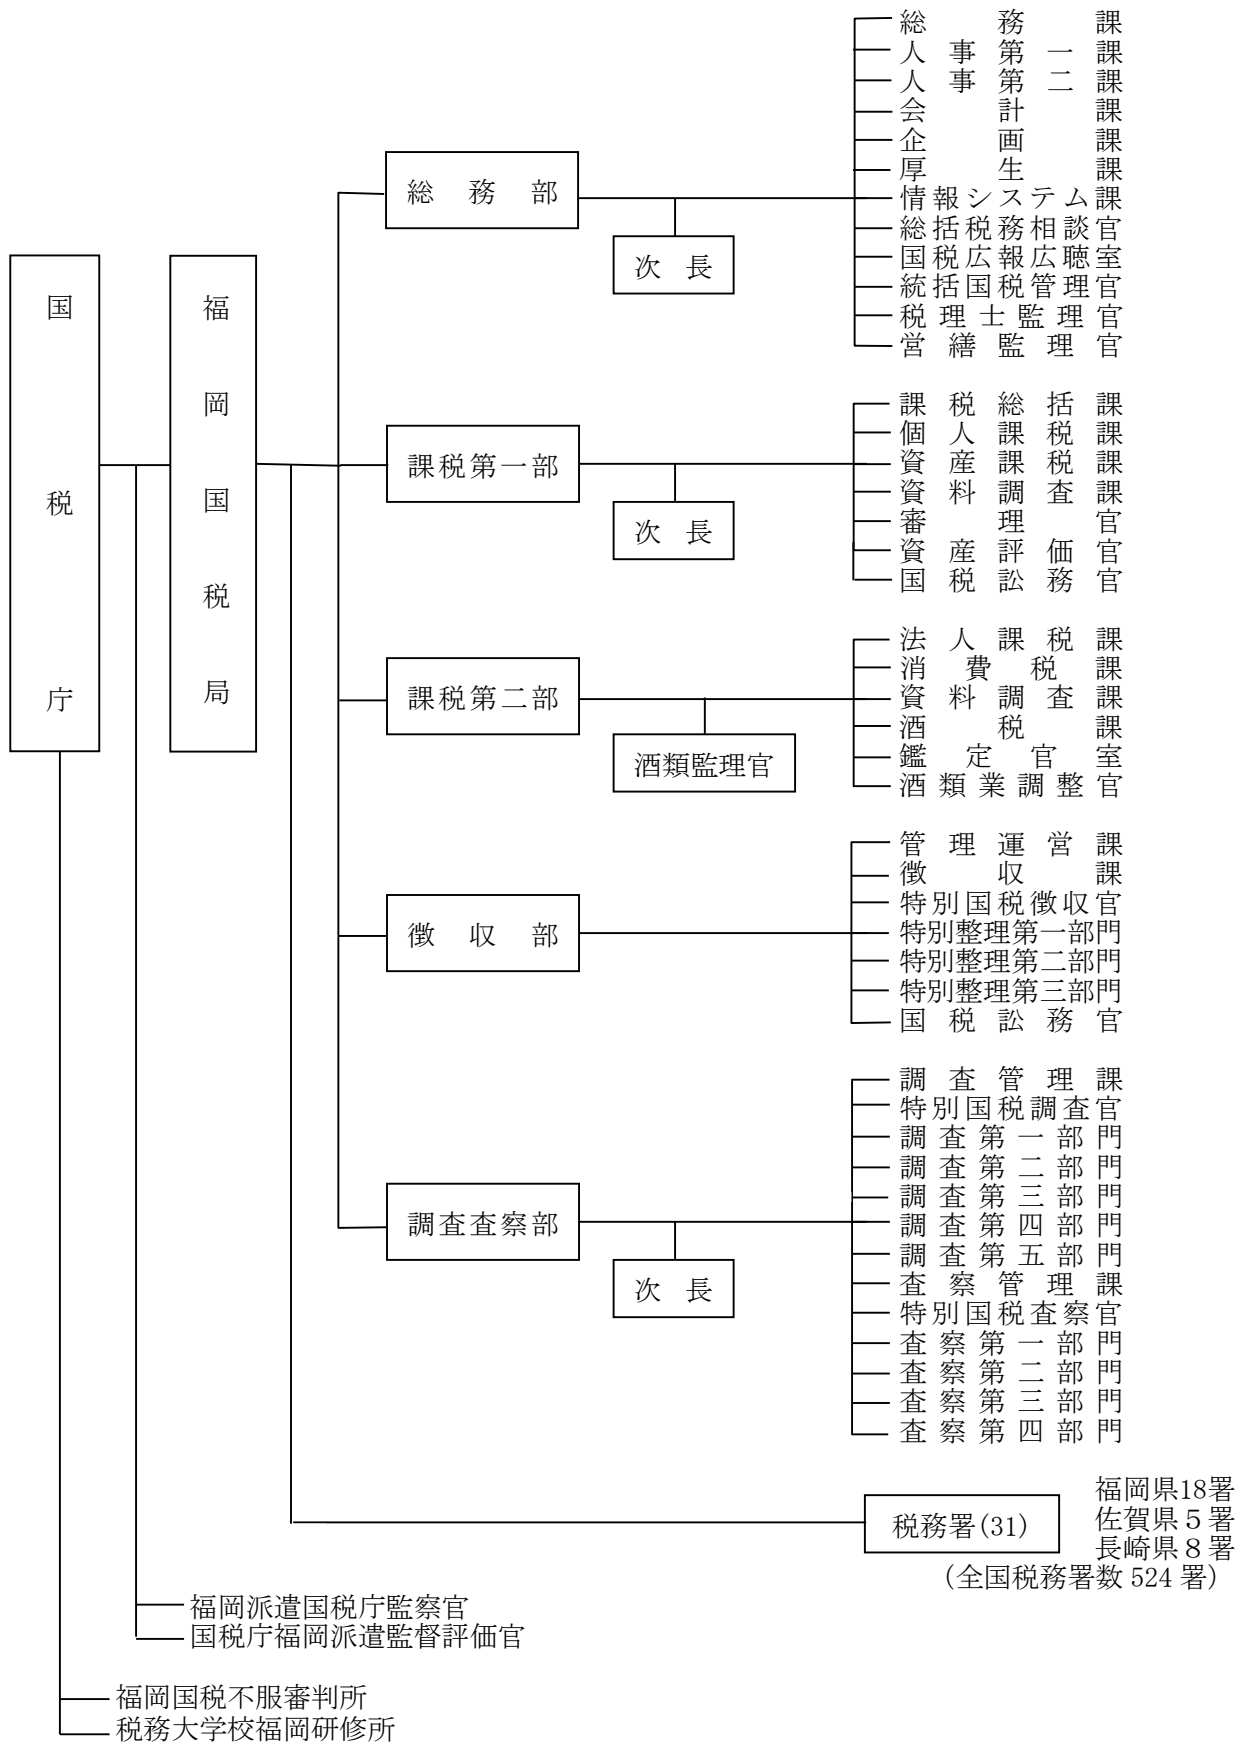 国税庁
福岡国税局
総務部
次長
総務課
人事第一課
人事第二課
会計課
企画課
厚生課
情報システム課
総括税務相談官
国税広報広聴室
統括国税管理官
税理士監理官
営繕監理官
課税第一部
次長
課税総括課
個人課税課
資産課税課
資料調査課
審理官
資産評価官
国税訟務官
課税第二部
酒類監理官
法人課税課
消費税課
資料調査課
酒税課
鑑定官室
酒類業調整官
徴収部
管理運営課
徴収課
特別国税徴収官
特別整理第一部門
特別整理第二部門
特別整理第三部門
国税訟務官
調査査察部
次長
調査管理課
特別国税調査官
調査第一部門
調査第二部門
調査第三部門
調査第四部門
調査第五部門
査察管理課
特別国税査察官
査察第一部門
査察第二部門
査察第三部門
査察第四部門
税務署(31)
福岡県18署
佐賀県５署
長崎県８署
（全国税務署数 524 署）
福岡派遣国税庁監察官
国税庁福岡派遣監督評価官
福岡国税不服審判所
税務大学校福岡研修所